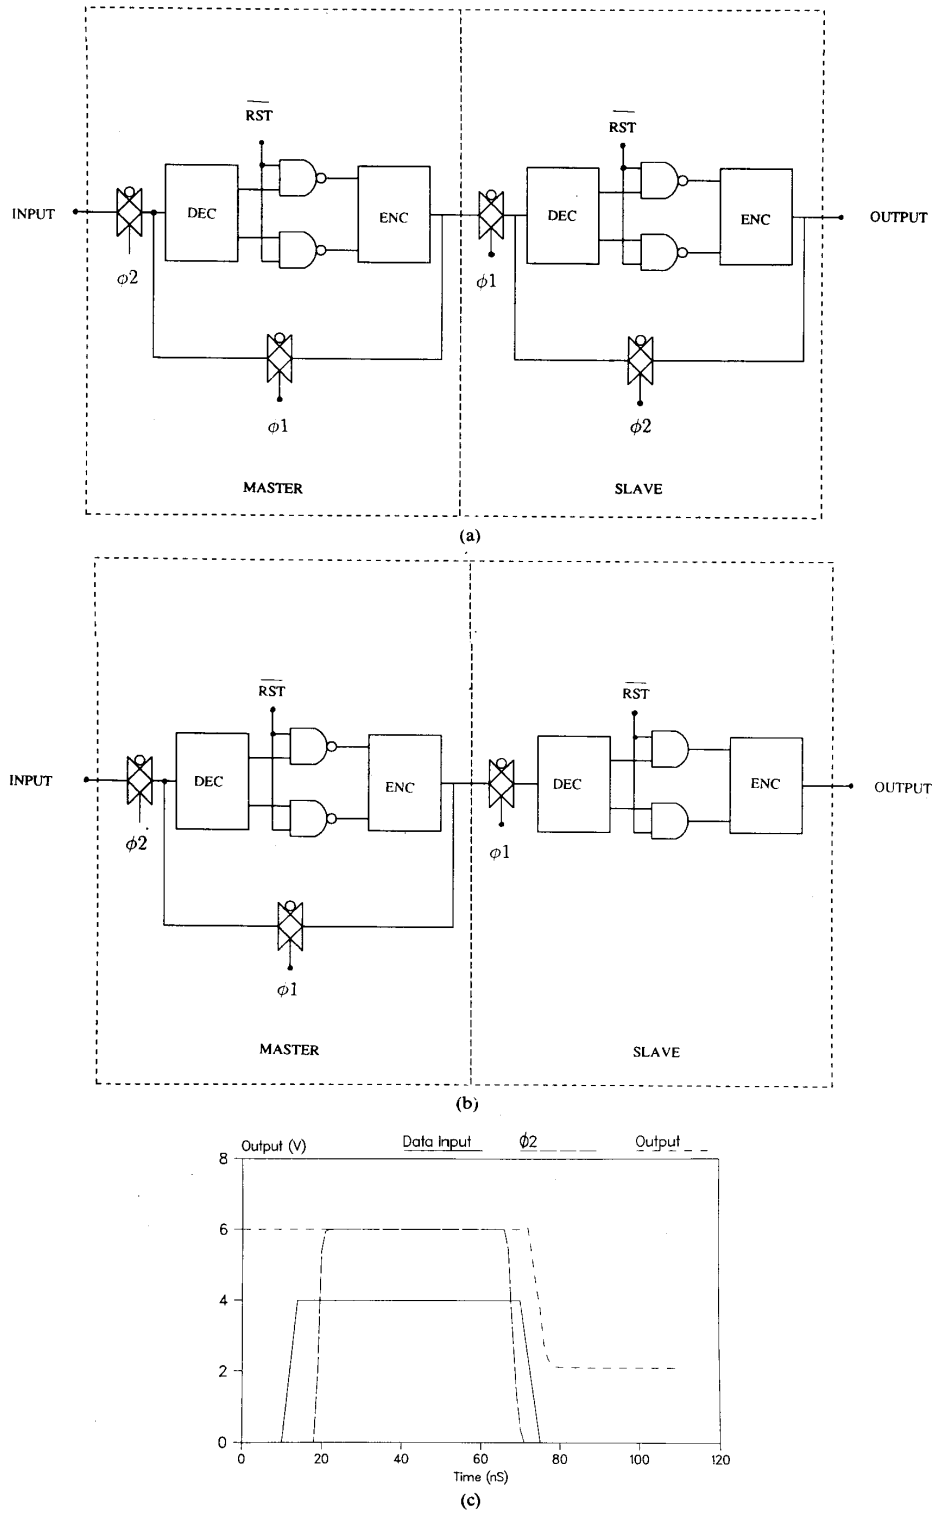 RST
RST
INPUT
DEC
ENC
DEC
ENC
OUTPUT
φ2
φ1
φ1
φ2
MASTER
SLAVE
(a)
RST
RST
INPUT
DEC
ENC
DEC
ENC
OUTPUT
φ2
φ1
φ1
MASTER
SLAVE
(b)
Output (V)
Data Input
φ2
Output
8
6
4
2
0
0 20 40 60 80 100 120
Time (nS)
(c)